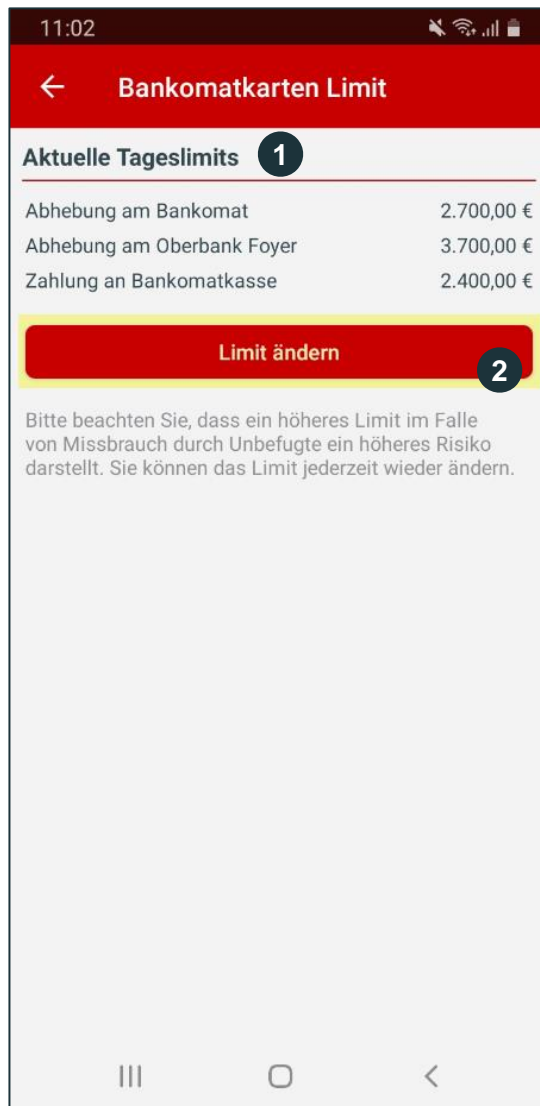 11:02
Bankomatkarten Limit
Aktuelle Tageslimits 1
Abhebung am Bankomat 2.700,00 €
Abhebung am Oberbank Foyer 3.700,00 €
Zahlung an Bankomatkasse 2.400,00 €
Limit ändern
2
Bitte beachten Sie, dass ein höheres Limit im Falle
von Missbrauch durch Unbefugte ein höheres Risiko
darstellt. Sie können das Limit jederzeit wieder ändern.